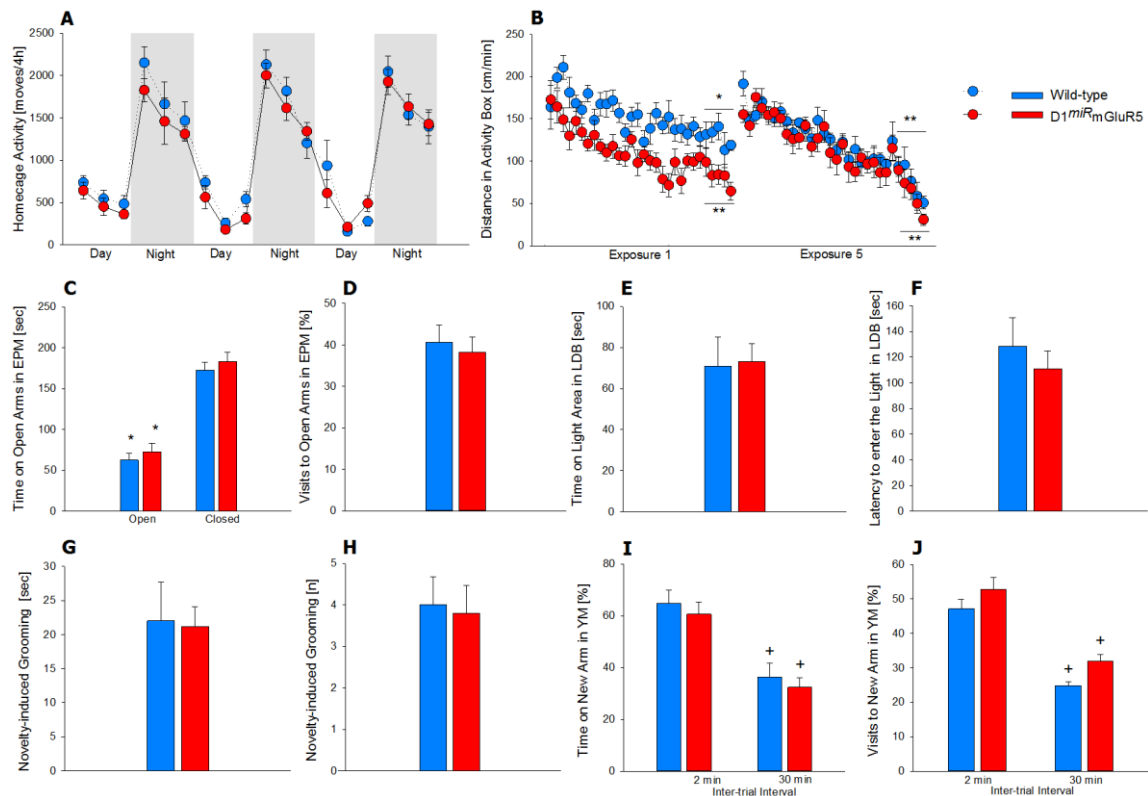 A
Homecage Activity [moves/4h]
2500
2000
1500
1000
500
0
Day
Night
Day
Night
Day
Night
B
Distance in Activity Box [cm/min]
250
200
150
100
50
0
*
**
**
**
Exposure 1
Exposure 5
Wild-type
D1miRmGluR5
C
Time on Open Arms in EPM [sec]
250
200
150
100
50
0
*
*
Open
Closed
D
Visits to Open Arms in EPM [%]
40
30
20
10
0
E
Time on Light Area in LDB [sec]
100
80
60
40
20
0
F
Latency to enter the Light in LDB [sec]
160
140
120
100
80
60
40
20
0
G
Novelty-induced Grooming [sec]
30
25
20
15
10
5
0
H
Novelty-induced Grooming [n]
5
4
3
2
1
0
I
Time on New Arm in YM [%]
80
60
40
20
0
+
+
2 min
30 min
Inter-trial Interval
J
Visits to New Arm in YM [%]
60
50
40
30
20
10
0
+
+
2 min
30 min
Inter-trial Interval